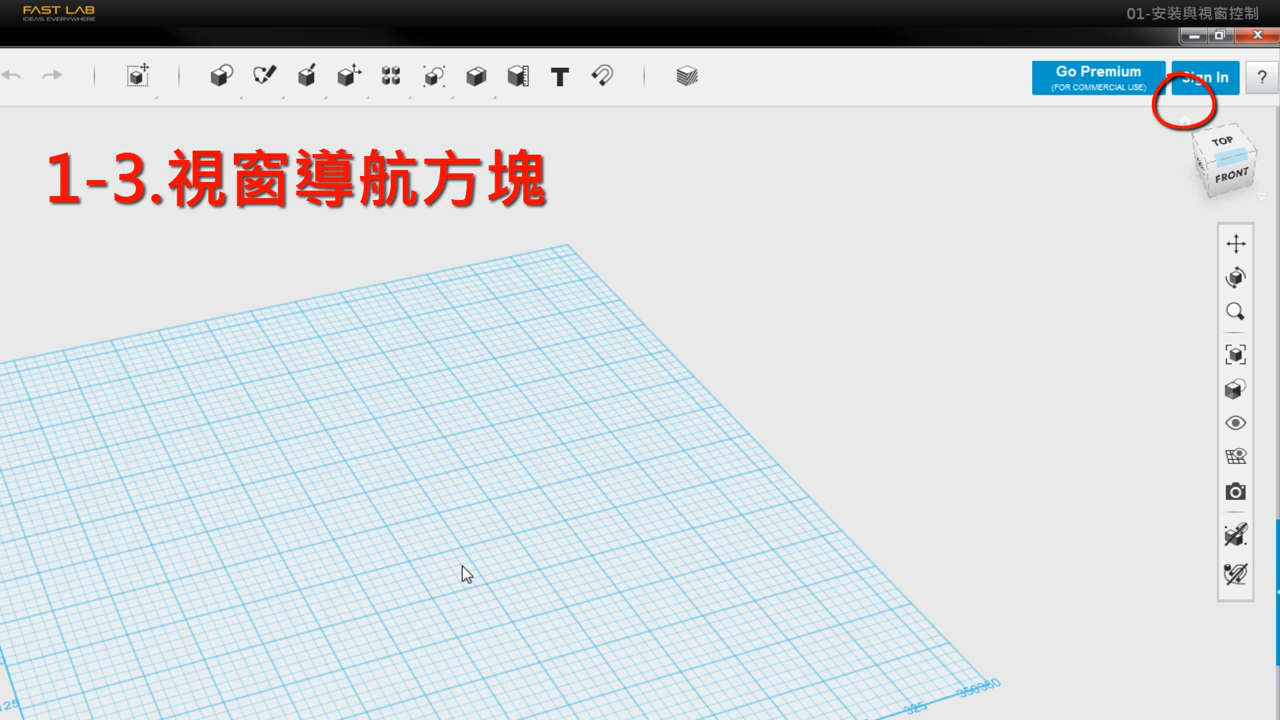 FAST LAB
IDEAS EVERYWHERE
01-安裝與視窗控制
Go Premium
(FOR COMMERCIAL USE)
Sign In
?
1-3.視窗導航方塊
TOP
FRONT
T
325